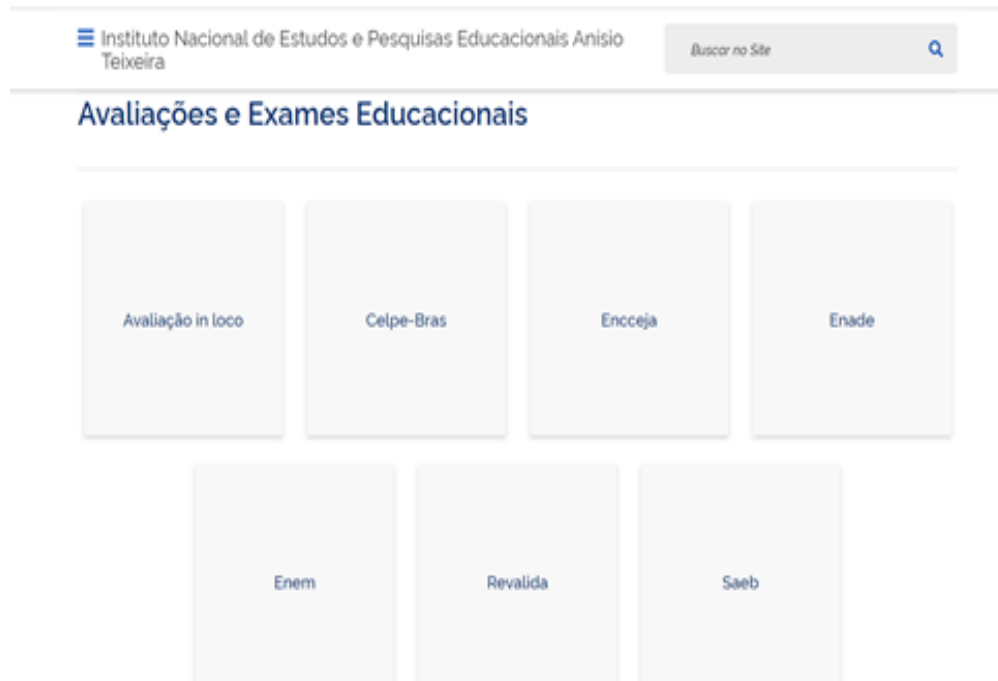 Instituto Nacional de Estudos e Pesquisas Educacionais Anísio
Teixeira
Buscar no Site
Avaliações e Exames Educacionais
Avaliação in loco
Celpe-Bras
Encceja
Enade
Enem
Revalida
Saeb